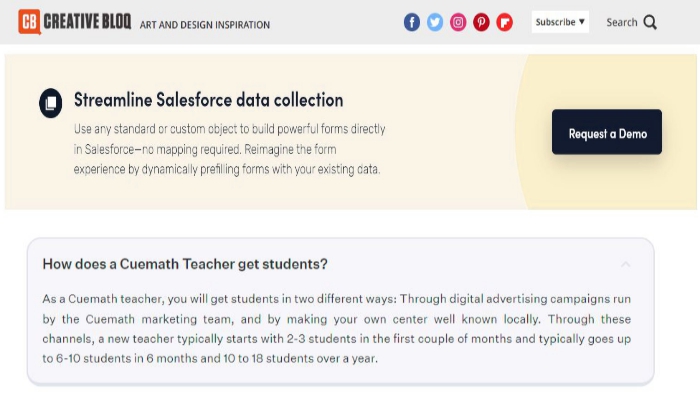 CB CREATIVE BLOQ ART AND DESIGN INSPIRATION Subscribe ▼ Search
Streamline Salesforce data collection
Use any standard or custom object to build powerful forms directly
in Salesforce—no mapping required. Reimagine the form
experience by dynamically prefilling forms with your existing data.
Request a Demo
How does a Cuemath Teacher get students?
As a Cuemath teacher, you will get students in two different ways: Through digital advertising campaigns run
by the Cuemath marketing team, and by making your own center well known locally. Through these
channels, a new teacher typically starts with 2-3 students in the first couple of months and typically goes up
to 6-10 students in 6 months and 10 to 18 students over a year.